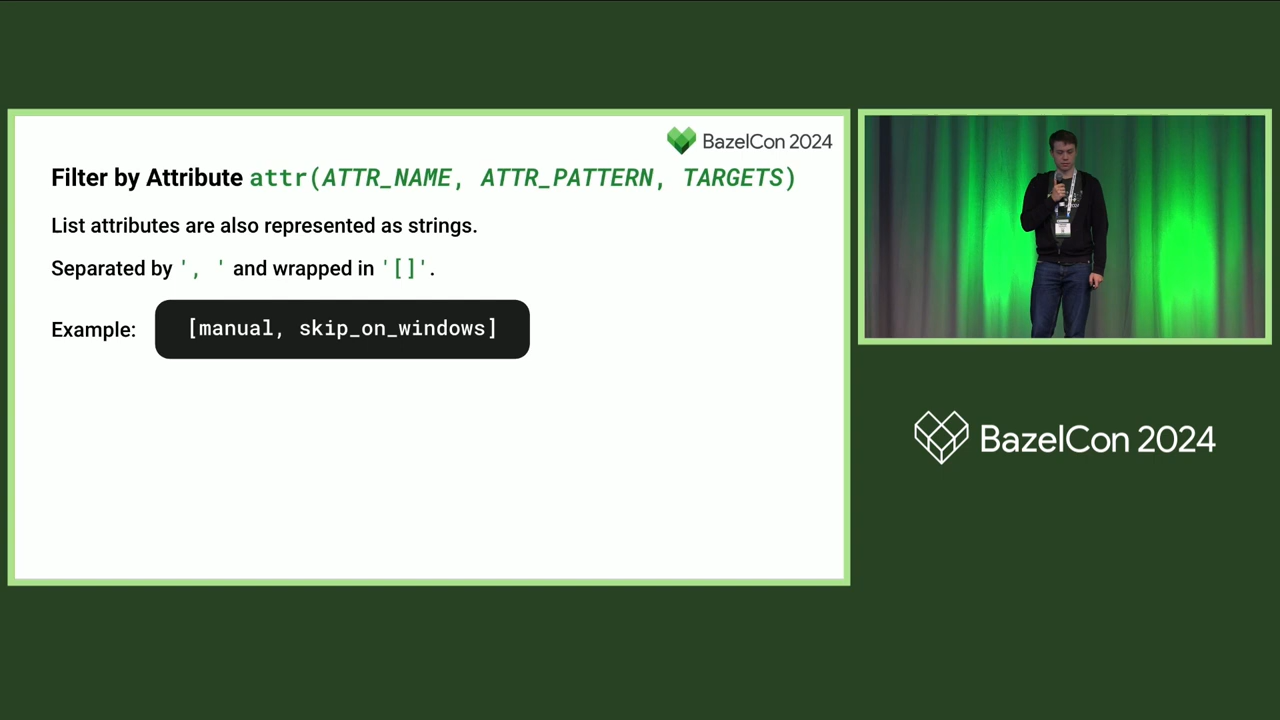 BazelCon 2024
Filter by Attribute attr(ATTR_NAME, ATTR_PATTERN, TARGETS)
List attributes are also represented as strings.
Separated by ', ' and wrapped in '[]'.
Example: [manual, skip_on_windows]
BazelCon 2024